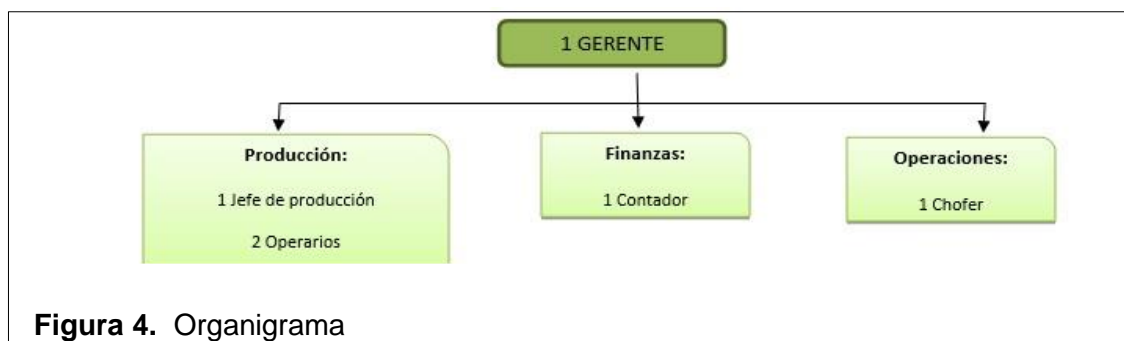 1 GERENTE
Producción:
1 Jefe de producción
2 Operarios
Finanzas:
1 Contador
Operaciones:
1 Chofer
Figura 4. Organigrama